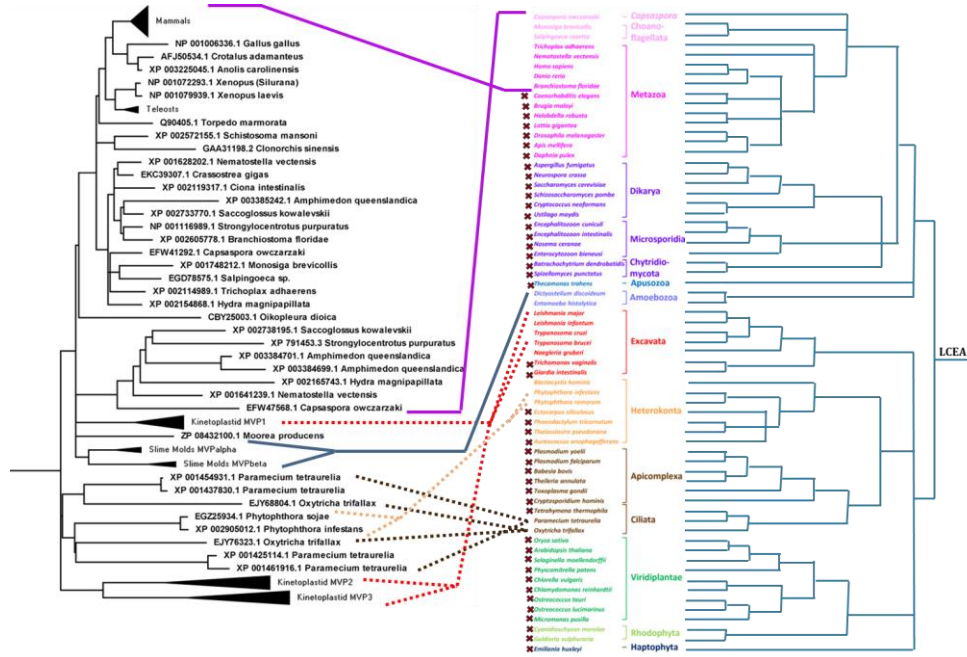 Mammals
NP 001006336.1 Gallus gallus
AFJ50534.1 Crotalus adamanteus
XP 003225045.1 Anolis carolinensis
NP 001072293.1 Xenopus (Silurana)
NP 001079939.1 Xenopus laevis
Teleosts
Q90405.1 Torpedo marmorata
XP 002572155.1 Schistosoma mansoni
GAA31198.2 Clonorchis sinensis
XP 001628202.1 Nematostella vectensis
EKC39307.1 Crassostrea gigas
XP 002119317.1 Ciona intestinalis
XP 003385242.1 Amphimedon queenslandica
XP 002733770.1 Saccoglossus kowalevskii
NP 001116989.1 Strongylocentrotus purpuratus
XP 002605778.1 Branchiostoma floridae
EFW41292.1 Capsaspora owczarzaki
XP 001748212.1 Monosiga brevicollis
EGD78575.1 Salpingoeca sp.
XP 002114989.1 Trichoplax adhaerens
XP 002154868.1 Hydra magnipapillata
CBY25003.1 Oikopleura dioica
XP 002738195.1 Saccoglossus kowalevskii
XP 791453.3 Strongylocentrotus purpuratus
XP 003384701.1 Amphimedon queenslandica
XP 003384699.1 Amphimedon queenslandica
XP 002165743.1 Hydra magnipapillata
XP 001641239.1 Nematostella vectensis
EFW47568.1 Capsaspora owczarzaki
Kinetoplastid MVP1
ZP 08432100.1 Moorea producens
Slime Molds MVPalpha
Slime Molds MVPbeta
XP 001454931.1 Paramecium tetraurelia
XP 001437830.1 Paramecium tetraurelia
EJY68804.1 Oxytricha trifallax
EGZ25934.1 Phytophthora sojae
XP 002905012.1 Phytophthora infestans
EJY76323.1 Oxytricha trifallax
XP 001425114.1 Paramecium tetraurelia
XP 001461916.1 Paramecium tetraurelia
Kinetoplastid MVP2
Kinetoplastid MVP3
Capsaspora owczarzaki
Monosiga brevicollis
Salpingoeca rosetta
Trichoplax adhaerens
Nematostella vectensis
Homo sapiens
Danio rerio
Branchiostoma floridae
Caenorhabditis elegans
Brugia malayi
Helobdella robusta
Lottia gigantea
Drosophila melanogaster
Apis mellifera
Daphnia pulex
Aspergillus fumigatus
Neurospora crassa
Saccharomyces cerevisiae
Schizosaccharomyces pombe
Cryptococcus neoformans
Ustilago maydis
Encephalitozoon cuniculi
Encephalitozoon intestinalis
Nosema ceranae
Enterocytozoon bieneusi
Batrachochytrium dendrobatidis
Spizellomyces punctatus
Thecamonas trahens
Dictyostelium discoideum
Entamoeba histolytica
Leishmania major
Leishmania infantum
Trypanosoma cruzi
Trypanosoma brucei
Naegleria gruberi
Trichomonas vaginalis
Giardia intestinalis
Blastocystis hominis
Phytophthora infestans
Phytophthora ramorum
Ectocarpus siliculosus
Phaeodactylum tricornutum
Thalassiosira pseudonana
Aureococcus anophagefferens
Plasmodium yoelii
Plasmodium falciparum
Babesia bovis
Theileria annulata
Toxoplasma gondii
Cryptosporidium hominis
Tetrahymena thermophila
Paramecium tetraurelia
Oxytricha trifallax
Oryza sativa
Arabidopsis thaliana
Selaginella moellendorffii
Physcomitrella patens
Chlorella vulgaris
Chlamydomonas reinhardtii
Ostreococcus tauri
Ostreococcus lucimarinus
Micromonas pusilla
Cyanidioschyzon merolae
Galdieria sulphuraria
Emiliania huxleyi
Capsaspora
Choano-
flagellata
Metazoa
Dikarya
Microsporidia
Chytridio-
mycota
Apusozoa
Amoebozoa
Excavata
Heterokonta
Apicomplexa
Ciliata
Viridiplantae
Rhodophyta
Haptophyta
LCEA